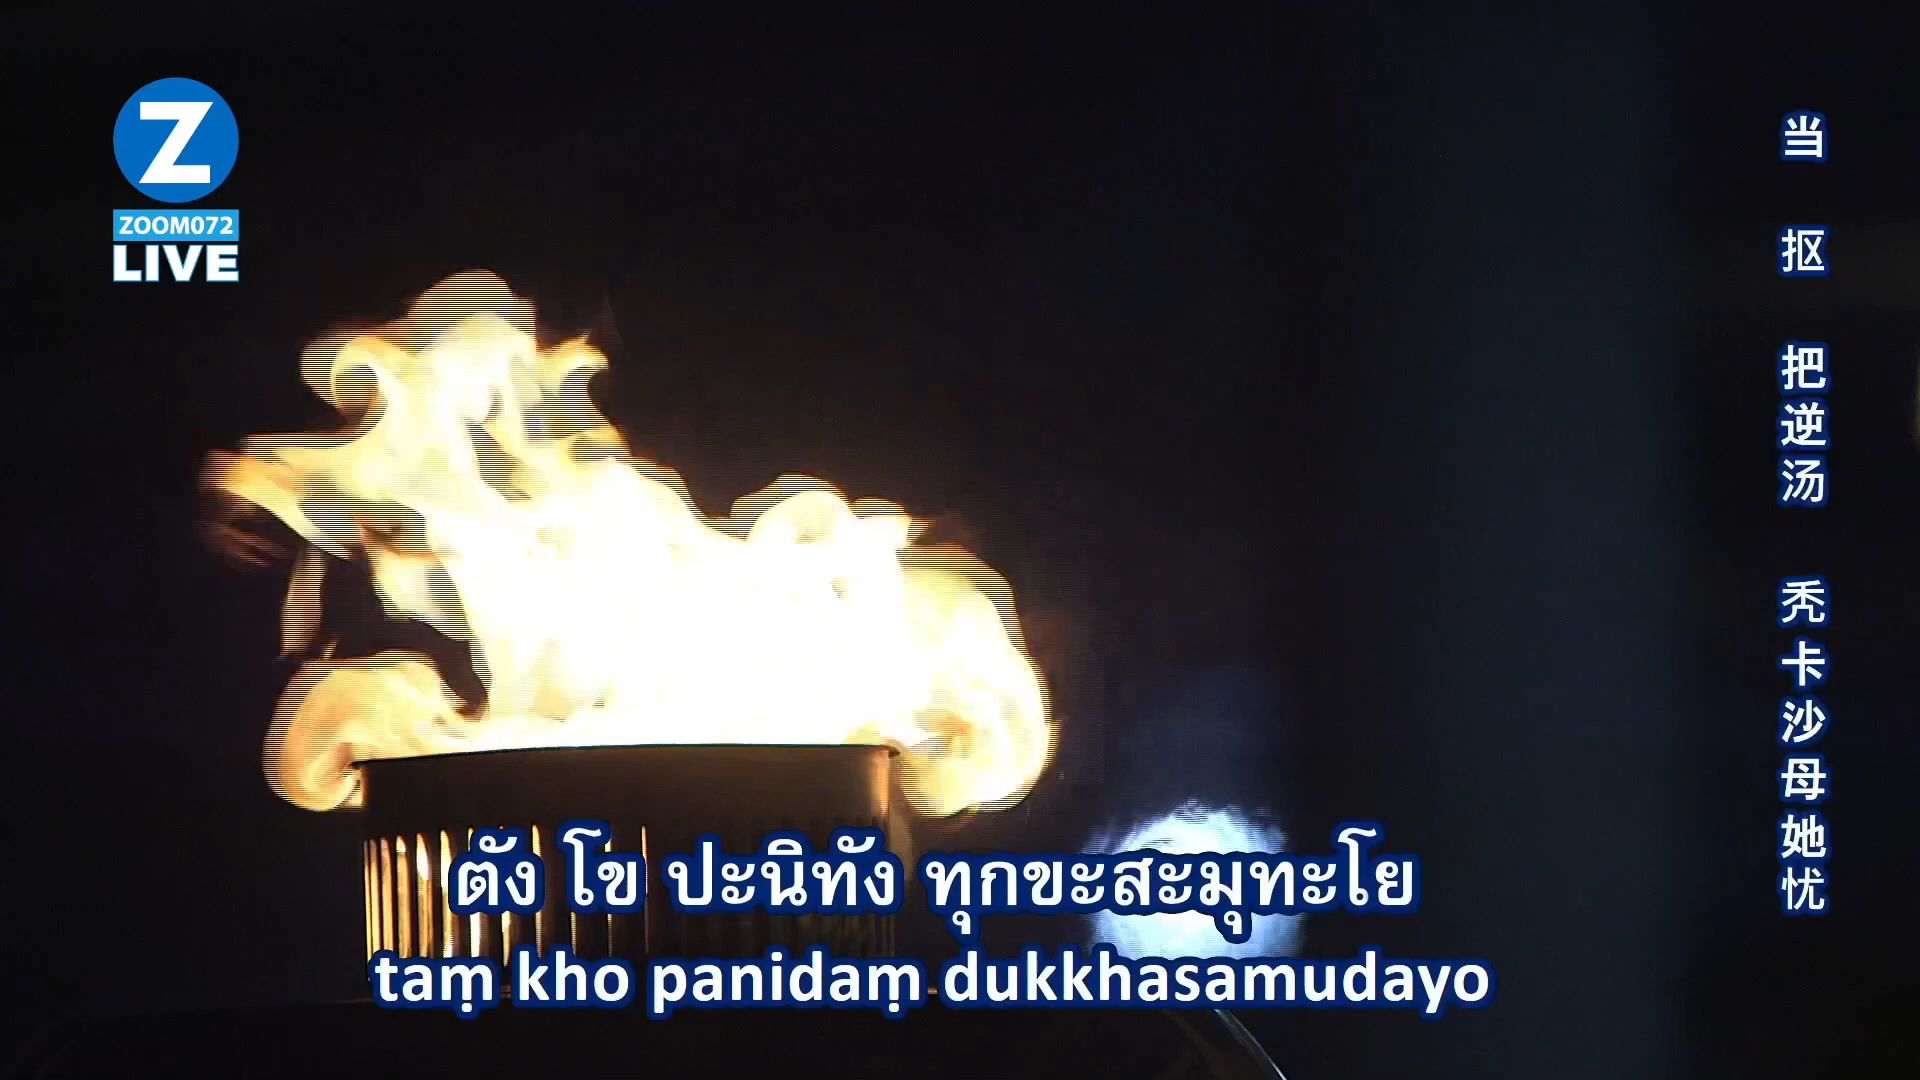 Z
ZOOM072
LIVE
当 抠 把逆汤 秃卡沙母她忧
ตัง โข ปะนิทัง ทุกขะสะมุทะโย
taṃ kho panidaṃ dukkhasamudayo